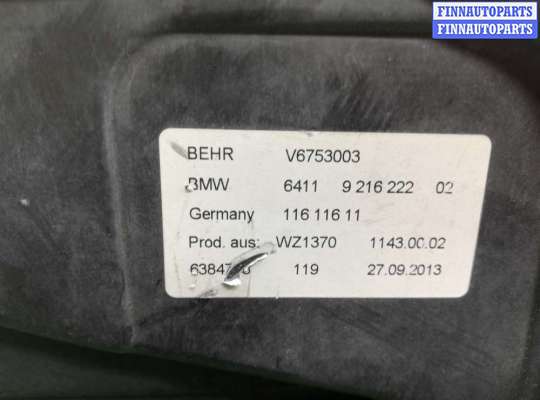 FINNAUTOPARTS
FINNAUTOPARTS
BEHR V6753003
BMW 6411 9 216 222 02
Germany 116 116 11
Prod. aus: WZ1370 1143.00.02
119 27.09.2013